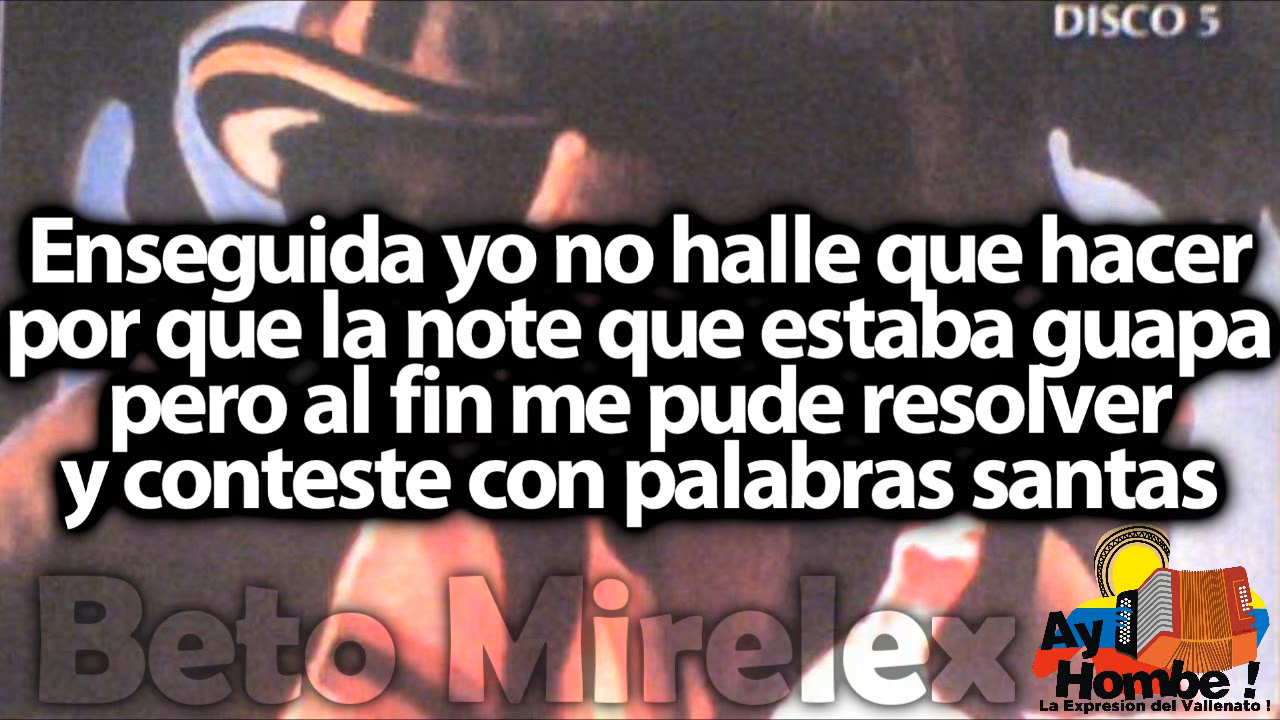 DISCO 5
Enseguida yo no halle que hacer
por que la note que estaba guapa
pero al fin me pude resolver
y conteste con palabras santas
Beto Mirelex
Ay
Hombe !
La Expresion del Vallenato !